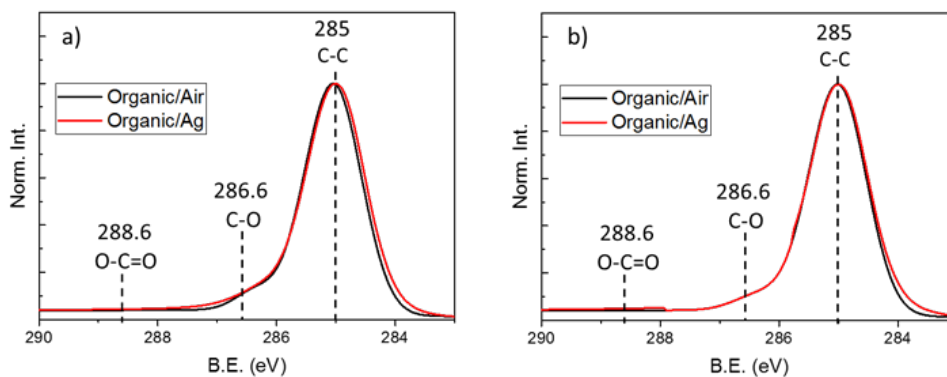 a)
285
C-C
Organic/Air
Organic/Ag
286.6
C-O
288.6
O-C=O
Norm. Int.
290
288
286
284
B.E. (eV)
b)
285
C-C
Organic/Air
Organic/Ag
286.6
C-O
288.6
O-C=O
Norm. Int.
290
288
286
284
B.E. (eV)